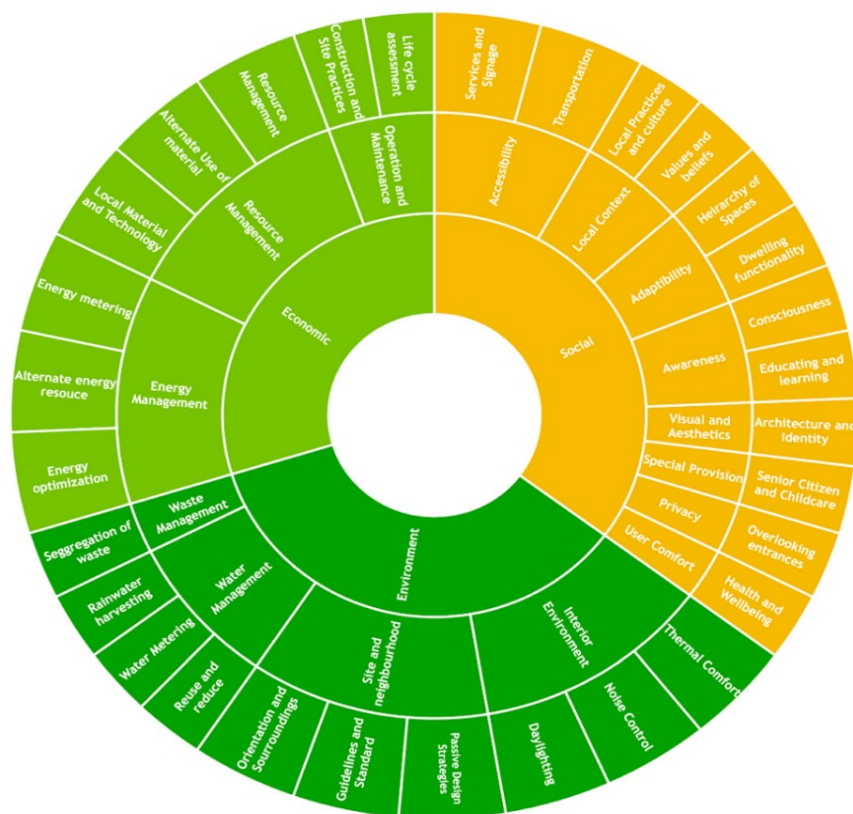 Economic
Social
Environment
Operation and
Maintenance
Resource
Management
Energy Management
Accessibility
Local Context
Adaptibility
Awareness
Visual and
Aesthetics
Special Provision
Privacy
User Comfort
Interior
Environment
Site and
neighbourhood
Water
Management
Waste
Management
Life cycle
assessment
Construction and
Site Practices
Resource
Management
Alternate Use of
material
Local Material
and Technology
Energy metering
Alternate energy
resouce
Energy
optimization
Services and
Signage
Transportation
Local Practices
and culture
Values and
beliefs
Heirarchy of
Spaces
Dwelling
functionality
Consciousness
Educating and
learning
Architecture and
Identity
Senior Citizen
and Childcare
Overlooking
entrances
Health and
Wellbeing
Thermal Comfort
Noise Control
Daylighting
Passive Design
Strategies
Guidelines and
Standard
Orientation and
Sourroundings
Reuse and
reduce
Water Metering
Rainwater
harvesting
Seggregation of
waste